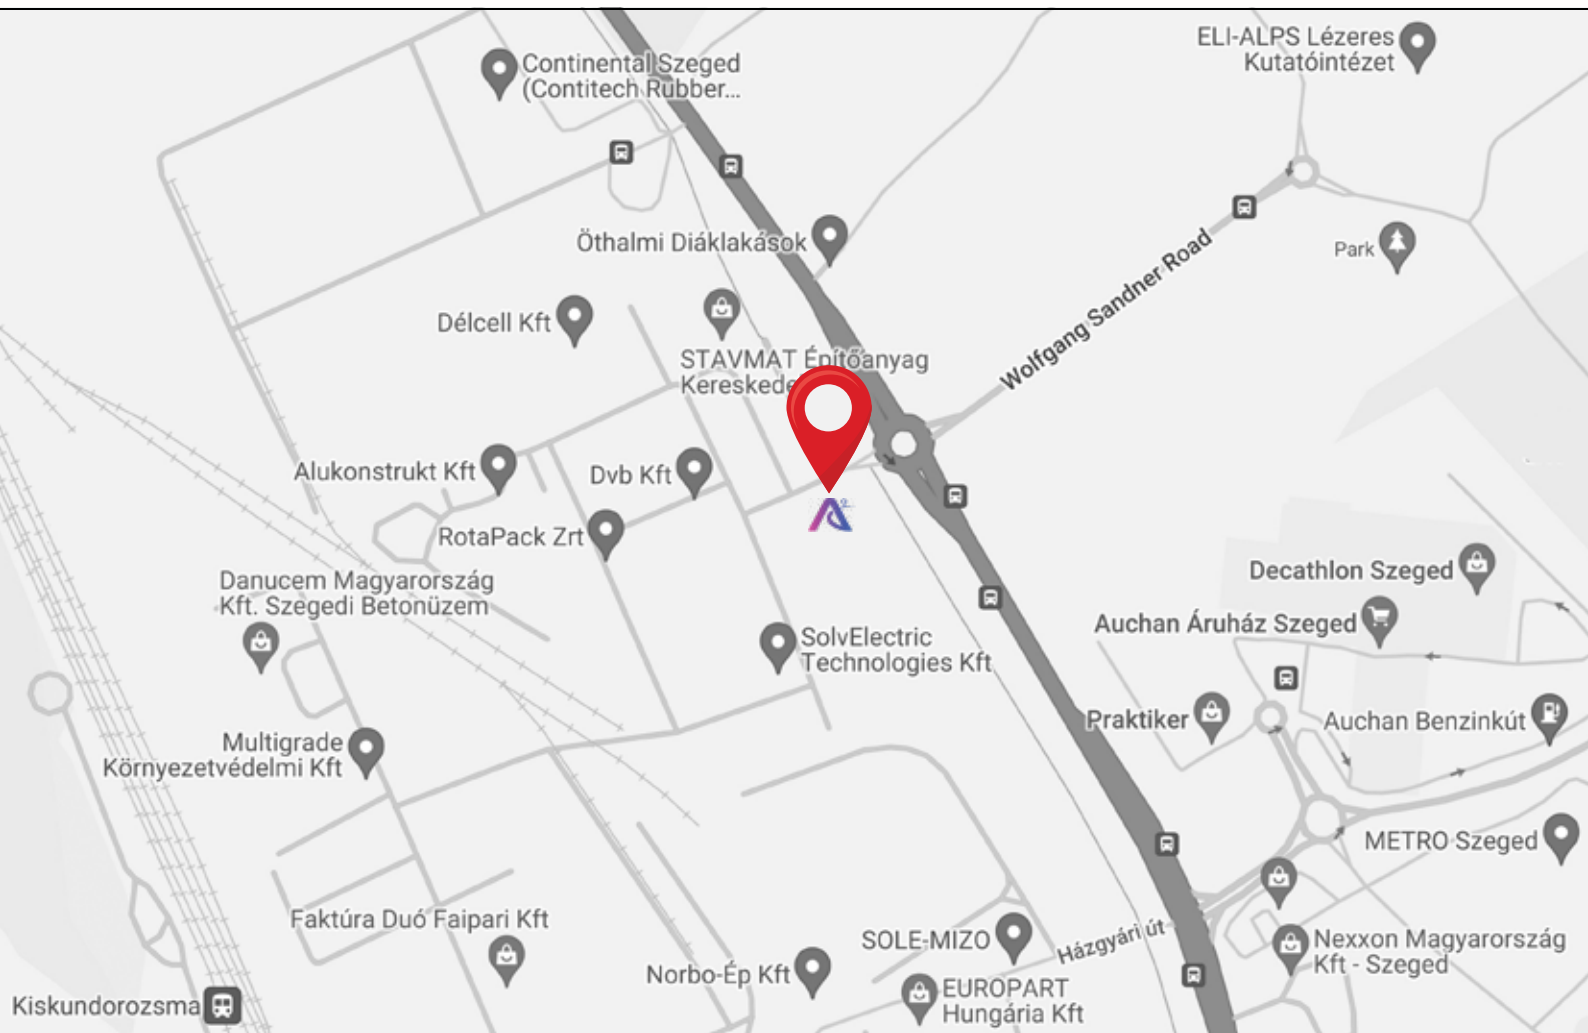 Continental Szeged
(Contitech Rubber...
ELI-ALPS Lézeres
Kutatóintézet
Öthalmi Diáklakások
Park
Wolfgang Sandner Road
Délcell Kft
STAVMAT Építőanyag
Kereskede
Alukonstrukt Kft
Dvb Kft
RotaPack Zrt
Danucem Magyarország
Kft. Szegedi Betonüzem
Decathlon Szeged
Auchan Áruház Szeged
SolvElectric
Technologies Kft
Praktiker
Auchan Benzinkút
Multigrade
Környezetvédelmi Kft
METRO Szeged
Faktúra Duó Faipari Kft
SOLE-MIZO
Házgyári út
Nexxon Magyarország
Kft - Szeged
Norbo-Ép Kft
EUROPART
Hungária Kft
Kiskundorozsma